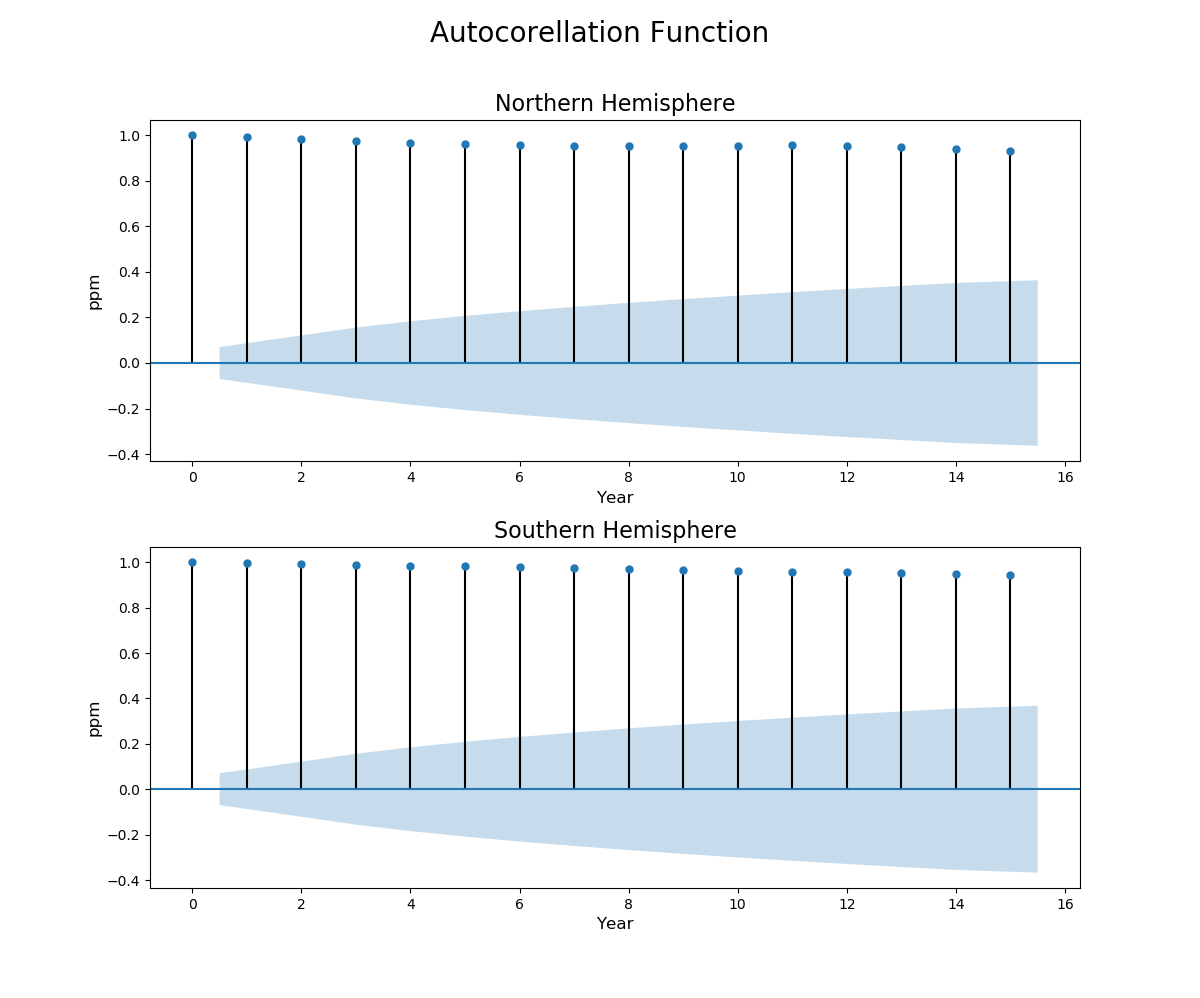 Autocorellation Function
Northern Hemisphere
1.0
0.8
0.6
0.4
0.2
0.0
−0.2
−0.4
ppm
0 2 4 6 8 10 12 14 16
Year
Southern Hemisphere
1.0
0.8
0.6
0.4
0.2
0.0
−0.2
−0.4
ppm
0 2 4 6 8 10 12 14 16
Year